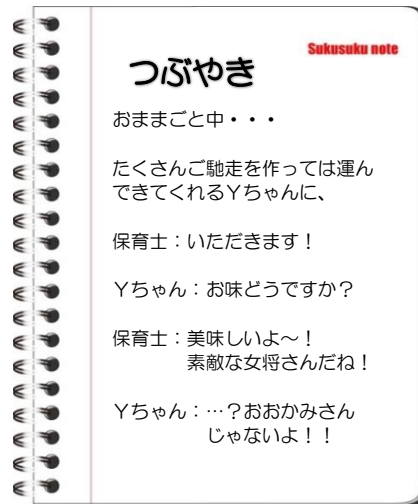 Sukusuku note
つぶやき
おままごと中・・・
たくさんご馳走を作っては運ん
できてくれるＹちゃんに、
保育士：いただきます！
Ｙちゃん：お味どうですか？
保育士：美味しいよ～！
素敵な女将さんだね！
Ｙちゃん：…？おおかみさん
じゃないよ！！